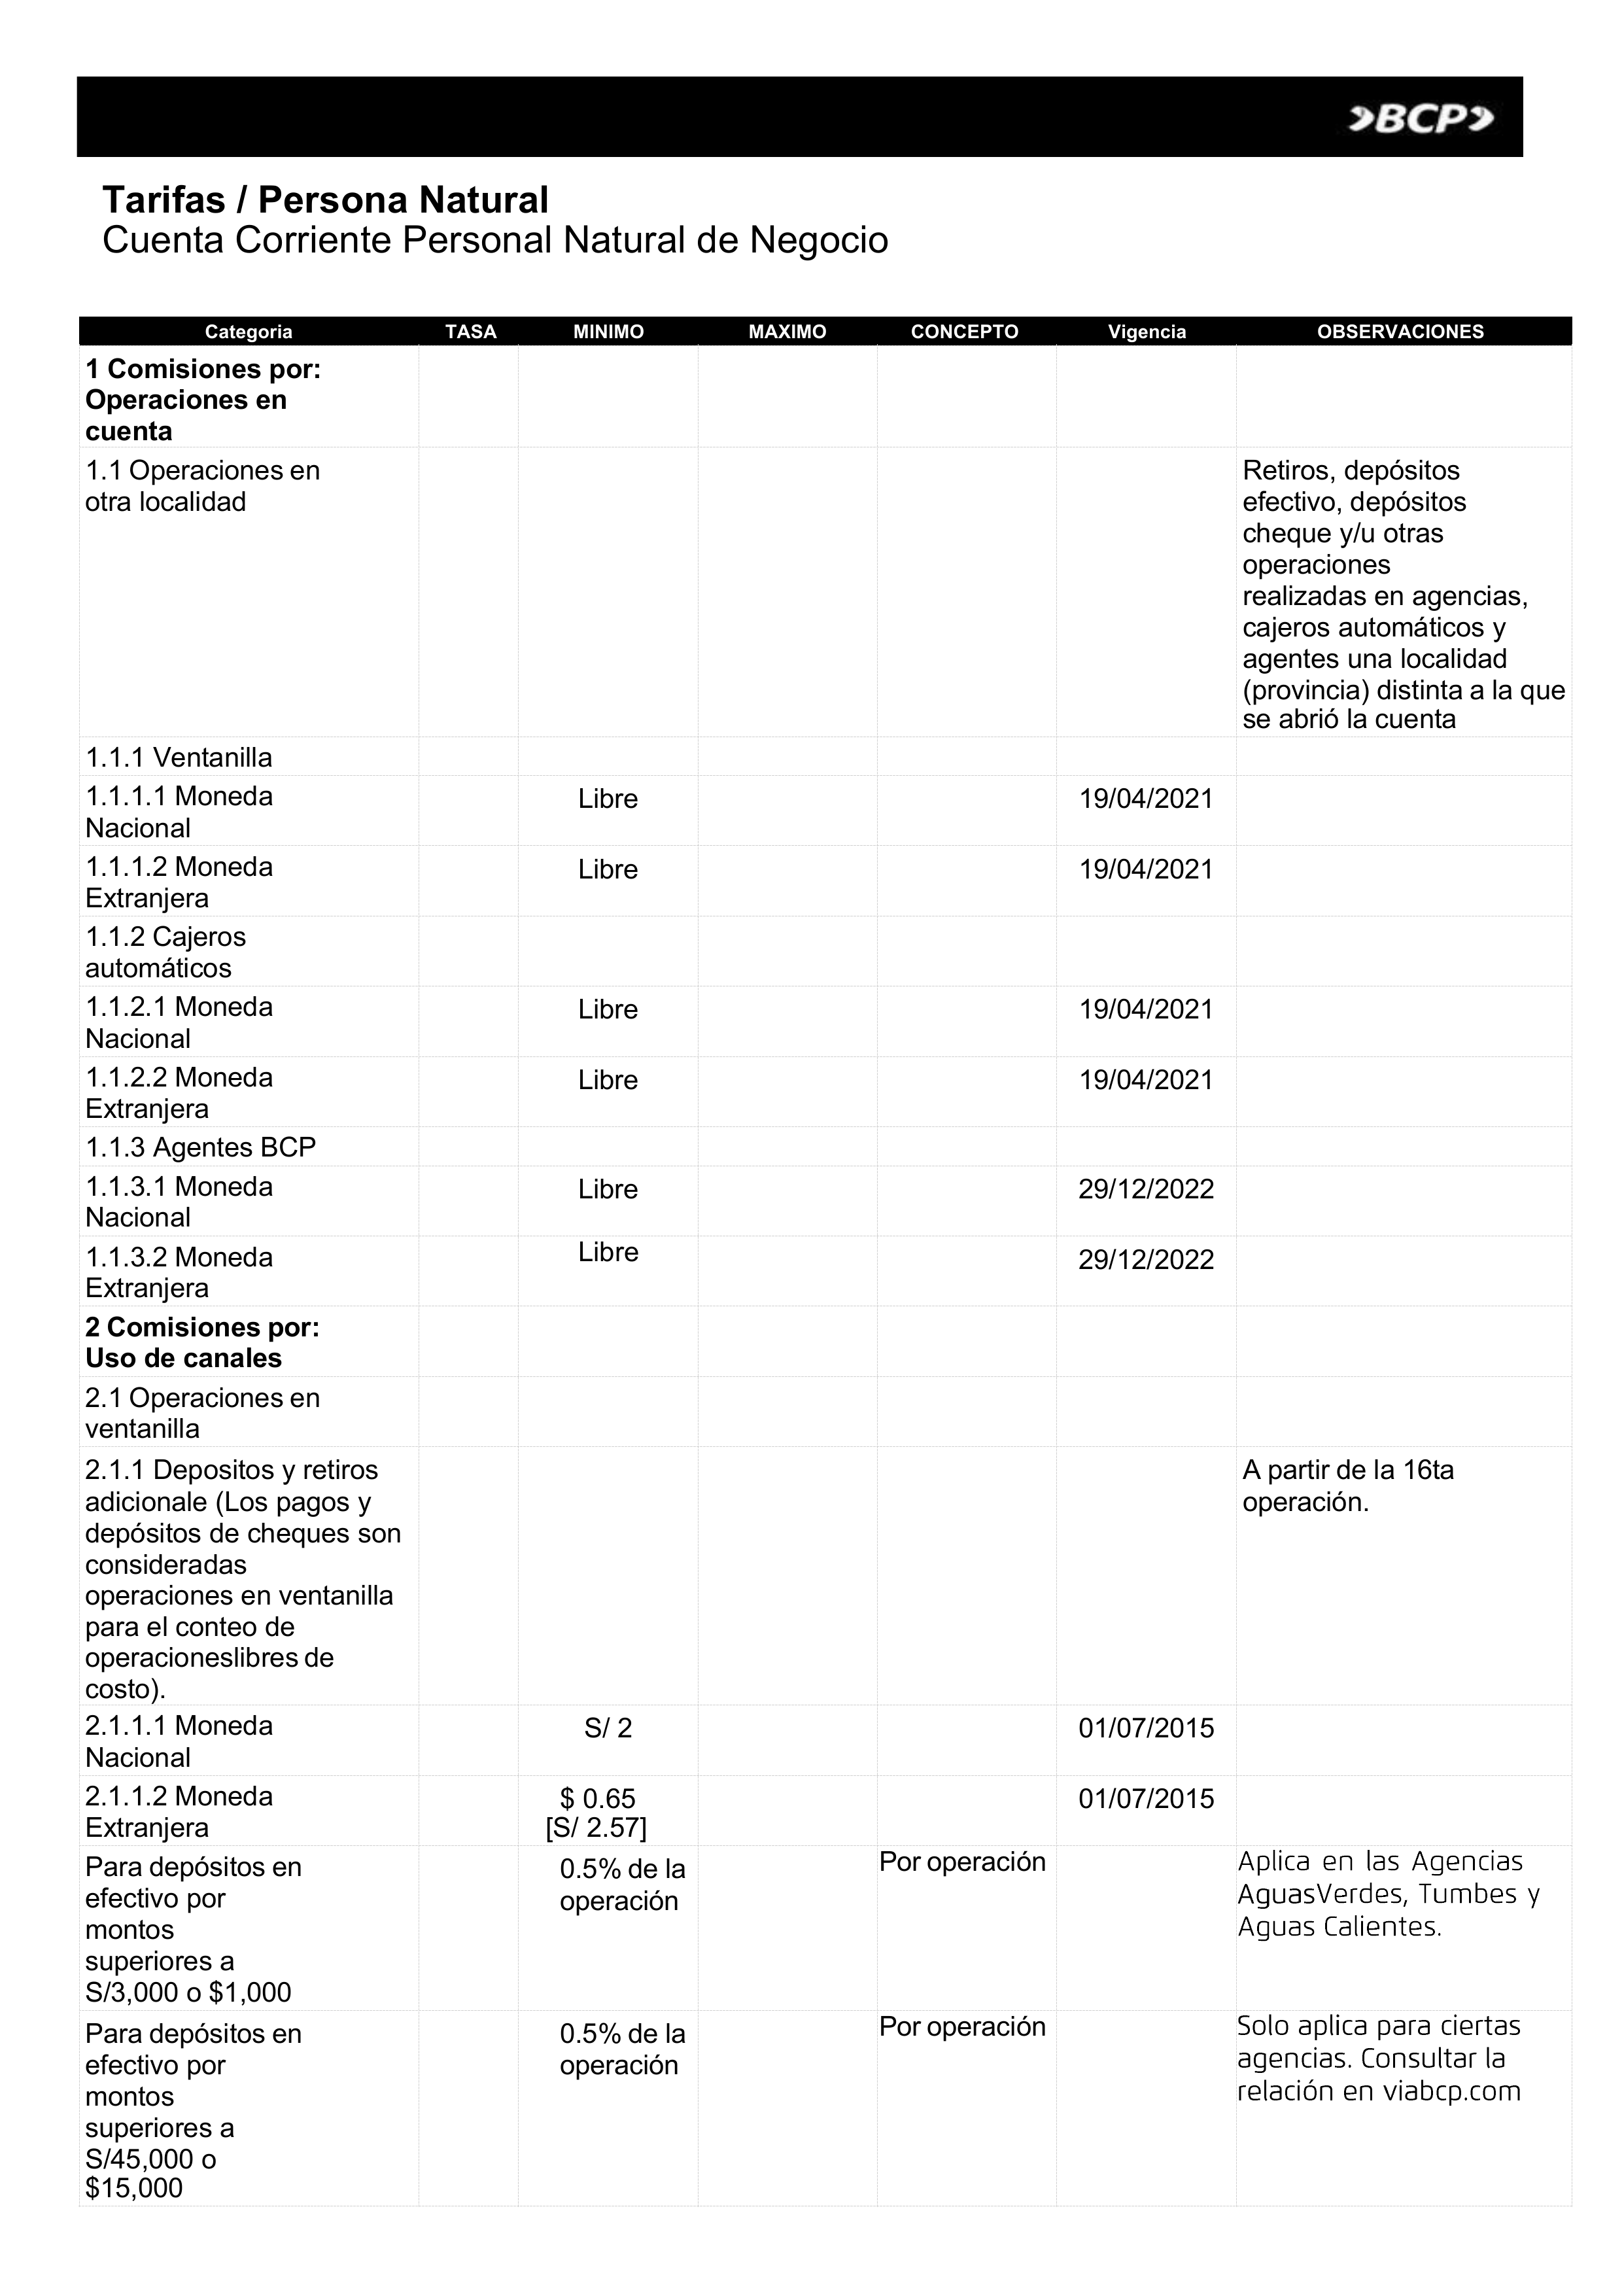 BCP
Tarifas / Persona Natural
Cuenta Corriente Personal Natural de Negocio
Categoria TASA MINIMO MAXIMO CONCEPTO Vigencia OBSERVACIONES
1 Comisiones por:
Operaciones en
cuenta
1.1 Operaciones en
otra localidad
Retiros, depósitos
efectivo, depósitos
cheque y/u otras
operaciones
realizadas en agencias,
cajeros automáticos y
agentes una localidad
(provincia) distinta a la que
se abrió la cuenta
1.1.1 Ventanilla
1.1.1.1 Moneda
Nacional
Libre
19/04/2021
1.1.1.2 Moneda
Extranjera
Libre
19/04/2021
1.1.2 Cajeros
automáticos
1.1.2.1 Moneda
Nacional
Libre
19/04/2021
1.1.2.2 Moneda
Extranjera
Libre
19/04/2021
1.1.3 Agentes BCP
1.1.3.1 Moneda
Nacional
Libre
29/12/2022
1.1.3.2 Moneda
Extranjera
Libre
29/12/2022
2 Comisiones por:
Uso de canales
2.1 Operaciones en
ventanilla
2.1.1 Depositos y retiros
adicionale (Los pagos y
depósitos de cheques son
consideradas
operaciones en ventanilla
para el conteo de
operacioneslibres de
costo).
A partir de la 16ta
operación.
2.1.1.1 Moneda
Nacional
S/ 2
01/07/2015
2.1.1.2 Moneda
Extranjera
$ 0.65
[S/ 2.57]
01/07/2015
Para depósitos en
efectivo por
montos
superiores a
S/3,000 o $1,000
0.5% de la
operación
Por operación
Aplica en las Agencias
AguasVerdes, Tumbes y
Aguas Calientes.
Para depósitos en
efectivo por
montos
superiores a
S/45,000 o
$15,000
0.5% de la
operación
Por operación
Solo aplica para ciertas
agencias. Consultar la
relación en viabcp.com